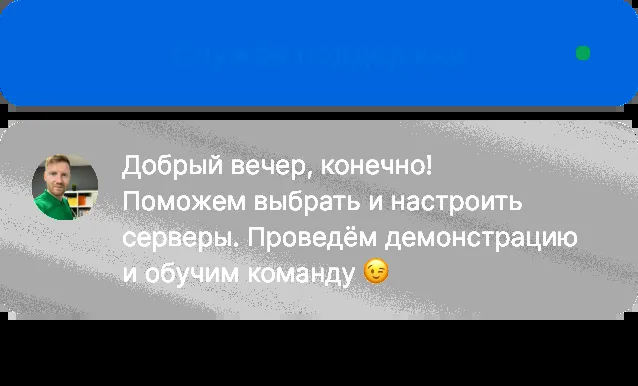 Добрый вечер, конечно!
Поможем выбрать и настроить
серверы. Проведём демонстрацию
и обучим команду 😉